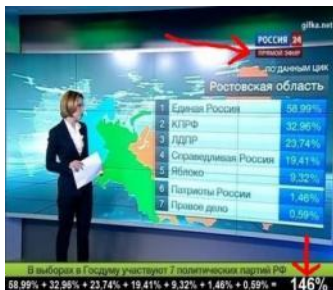 gifka.net
РОССИЯ 24
ПРЯМОЙ ЭФИР
ПО ДАННЫМ ЦИК
Ростовская область
1 Единая Россия 58,99%
2 КПРФ 32,96%
3 ЛДПР 23,74%
4 Справедливая Россия 19,41%
5 Яблоко 9,32%
6 Патриоты России 1,46%
7 Правое дело 0,59%
В выборах в Госдуму участвуют 7 политических партий РФ
58,99% + 32,96% + 23,74% + 19,41% + 9,32% + 1,46% + 0,59% = 146%